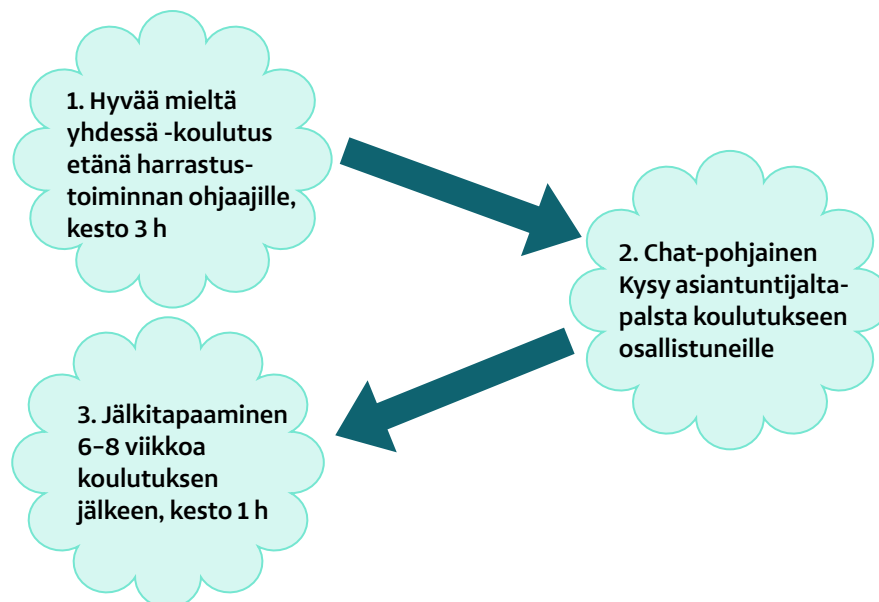 1. Hyvää mieltä
yhdessä -koulutus
etänä harrastus-
toiminnan ohjaajille,
kesto 3 h
2. Chat-pohjainen
Kysy asiantuntijalta-
palsta koulutukseen
osallistuneille
3. Jälkitapaaminen
6–8 viikkoa
koulutuksen
jälkeen, kesto 1 h